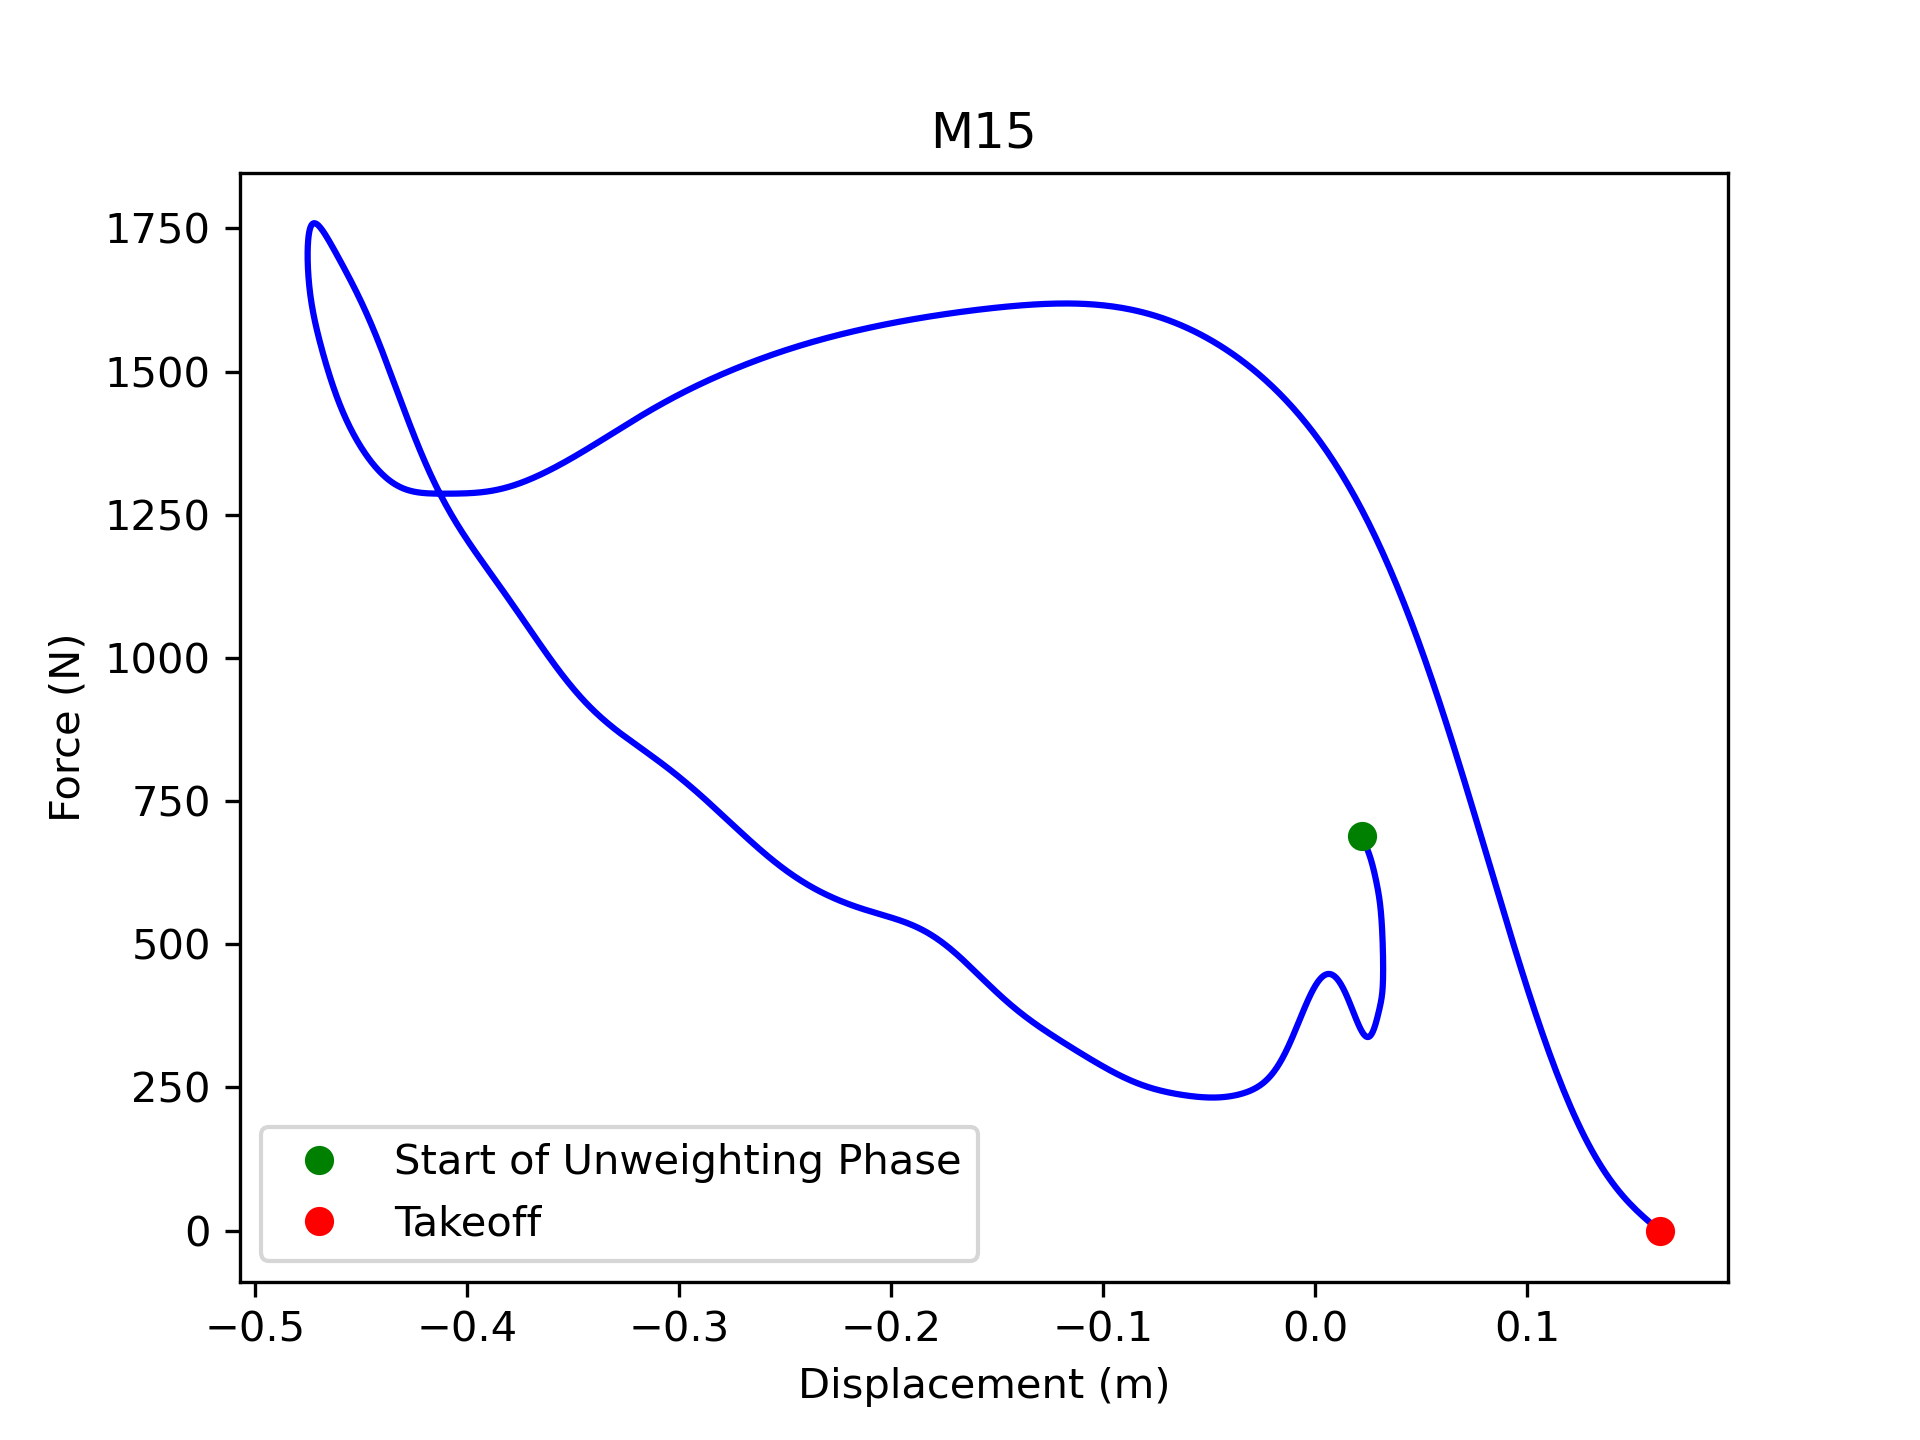 M15
1750
1500
1250
1000
750
500
250
0
Force (N)
Start of Unweighting Phase
Takeoff
−0.5 −0.4 −0.3 −0.2 −0.1 0.0 0.1
Displacement (m)